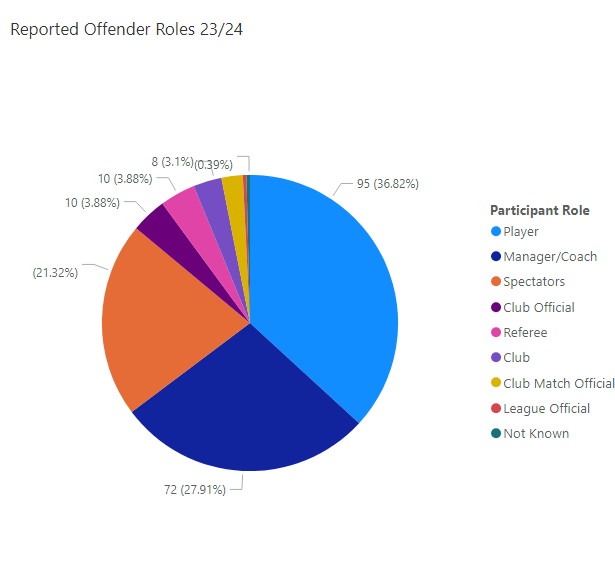 Reported Offender Roles 23/24
8 (3.1%)
(0.39%)
10 (3.88%)
95 (36.82%)
10 (3.88%)
(21.32%)
72 (27.91%)
Participant Role
Player
Manager/Coach
Spectators
Club Official
Referee
Club
Club Match Official
League Official
Not Known